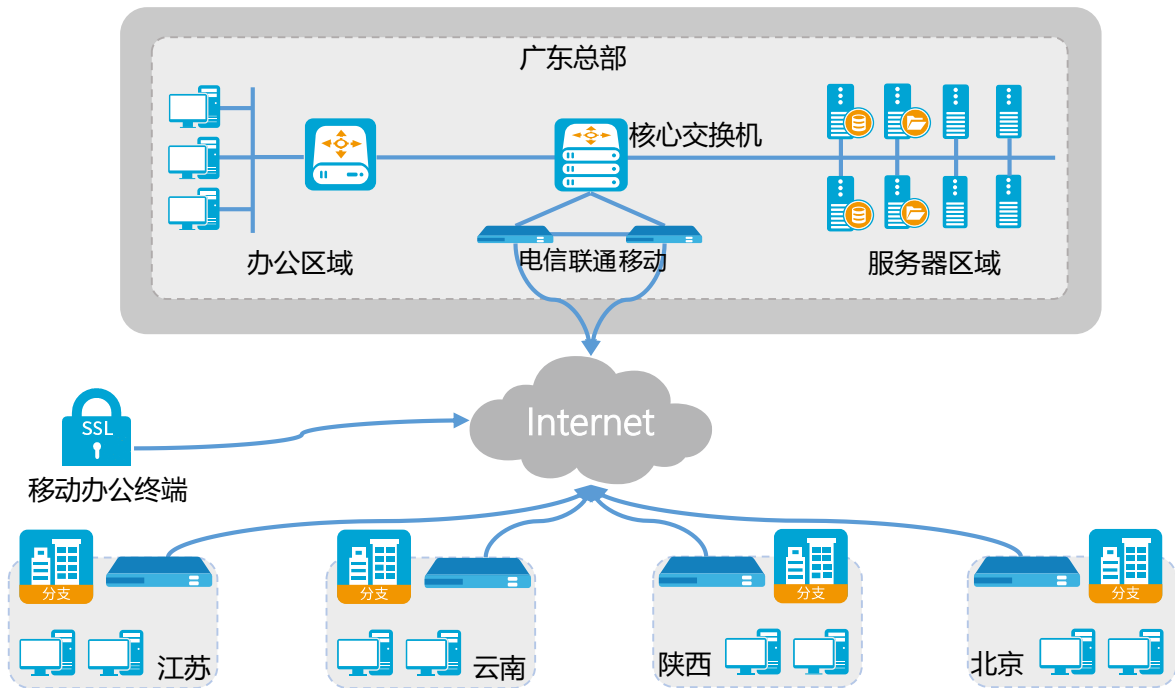 广东总部
核心交换机
办公区域
电信联通移动
服务器区域
Internet
SSL
移动办公终端
分支
江苏
分支
云南
分支
陕西
分支
北京